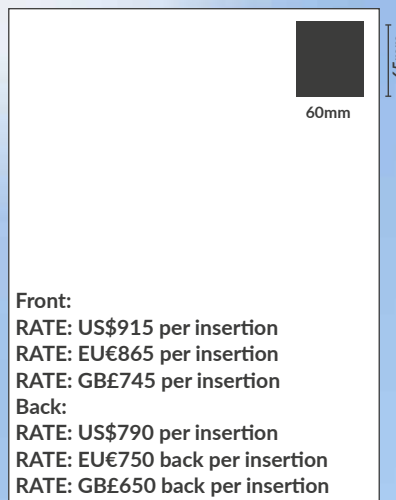 60mm
Front:
RATE: US$915 per insertion
RATE: EU€865 per insertion
RATE: GB£745 per insertion
Back:
RATE: US$790 per insertion
RATE: EU€750 back per insertion
RATE: GB£650 back per insertion